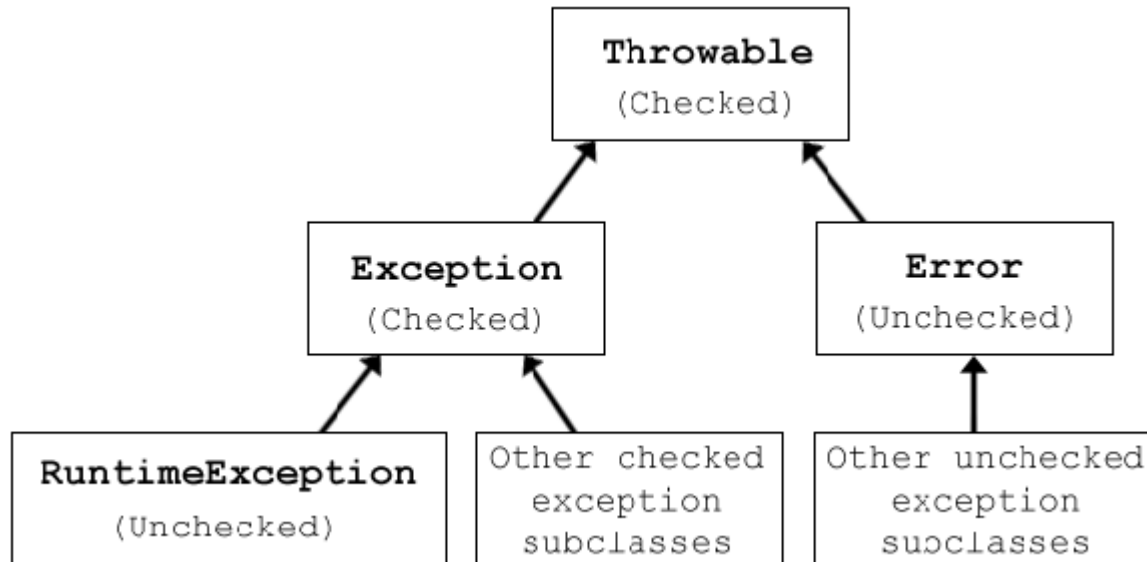 Throwable
(Checked)
Exception
(Checked)
Error
(Unchecked)
RuntimeException
(Unchecked)
Other checked
exception
subclasses
Other unchecked
exception
subclasses